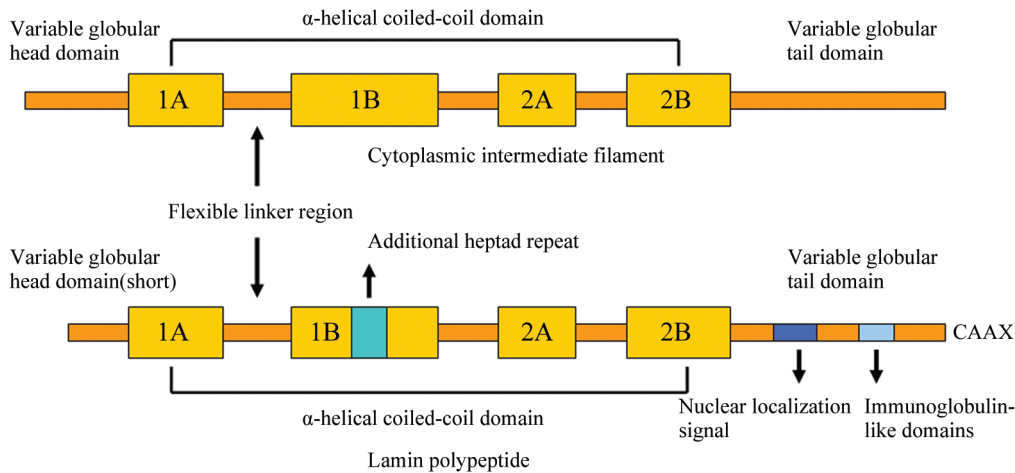 α-helical coiled-coil domain
Variable globular
head domain
Variable globular
tail domain
1A
1B
2A
2B
Cytoplasmic intermediate filament
Flexible linker region
Additional heptad repeat
Variable globular
head domain(short)
Variable globular
tail domain
1A
1B
2A
2B
CAAX
α-helical coiled-coil domain
Nuclear localization
signal
Immunoglobulin-
like domains
Lamin polypeptide